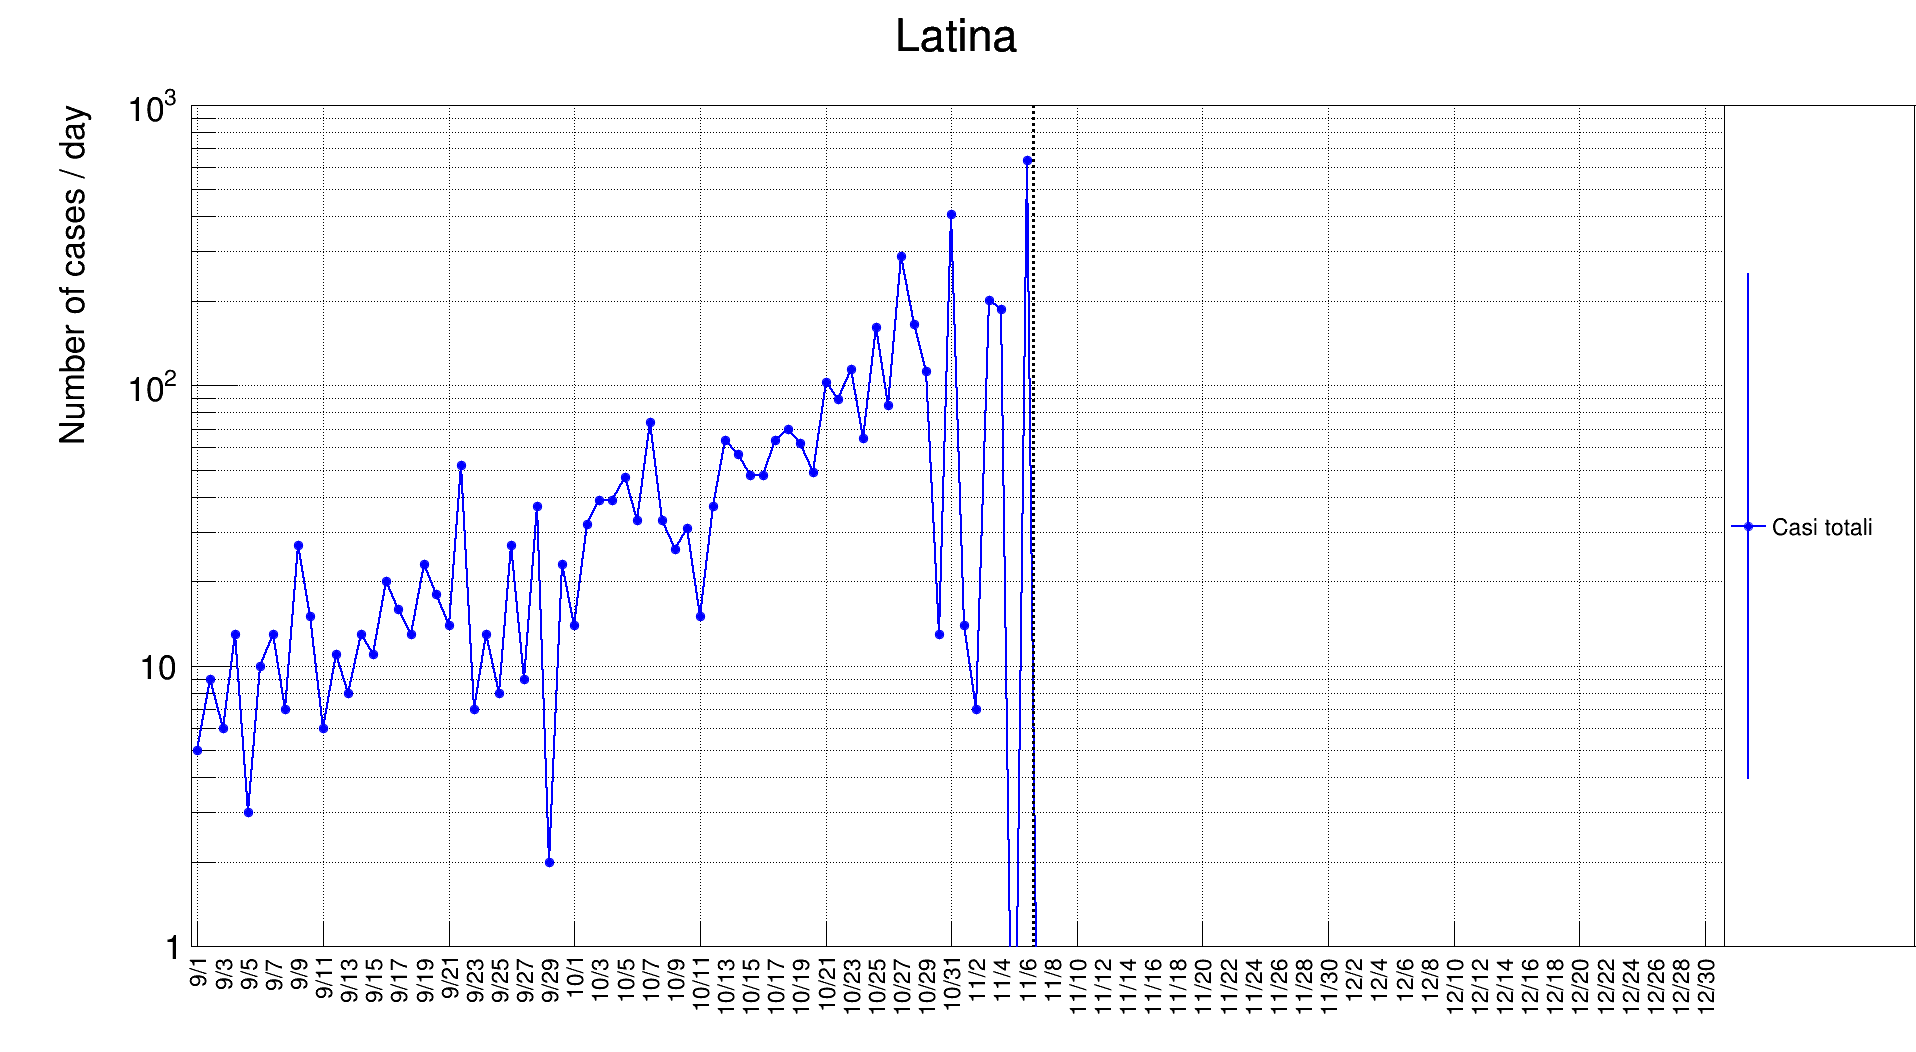 Latina
Number of cases / day
10³
10²
10
1
9/1 9/3 9/5 9/7 9/9 9/11 9/13 9/15 9/17 9/19 9/21 9/23 9/25 9/27 9/29 10/1 10/3 10/5 10/7 10/9 10/11 10/13 10/15 10/17 10/19 10/21 10/23 10/25 10/27 10/29 10/31 11/2 11/4 11/6 11/8 11/10 11/12 11/14 11/16 11/18 11/20 11/22 11/24 11/26 11/28 11/30 12/2 12/4 12/6 12/8 12/10 12/12 12/14 12/16 12/18 12/20 12/22 12/24 12/26 12/28 12/30
Casi totali